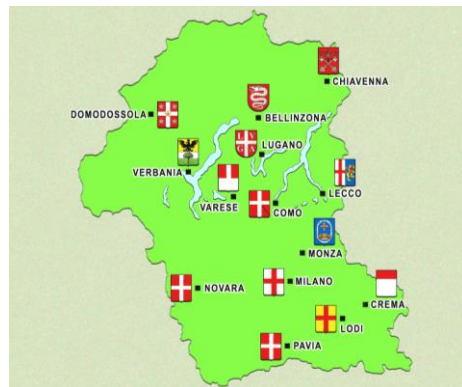 CHIAVENNA
DOMODOSSOLA
BELLINZONA
LUGANO
VERBANIA
VARESE
COMO
LECCO
MONZA
NOVARA
MILANO
CREMA
LODI
PAVIA